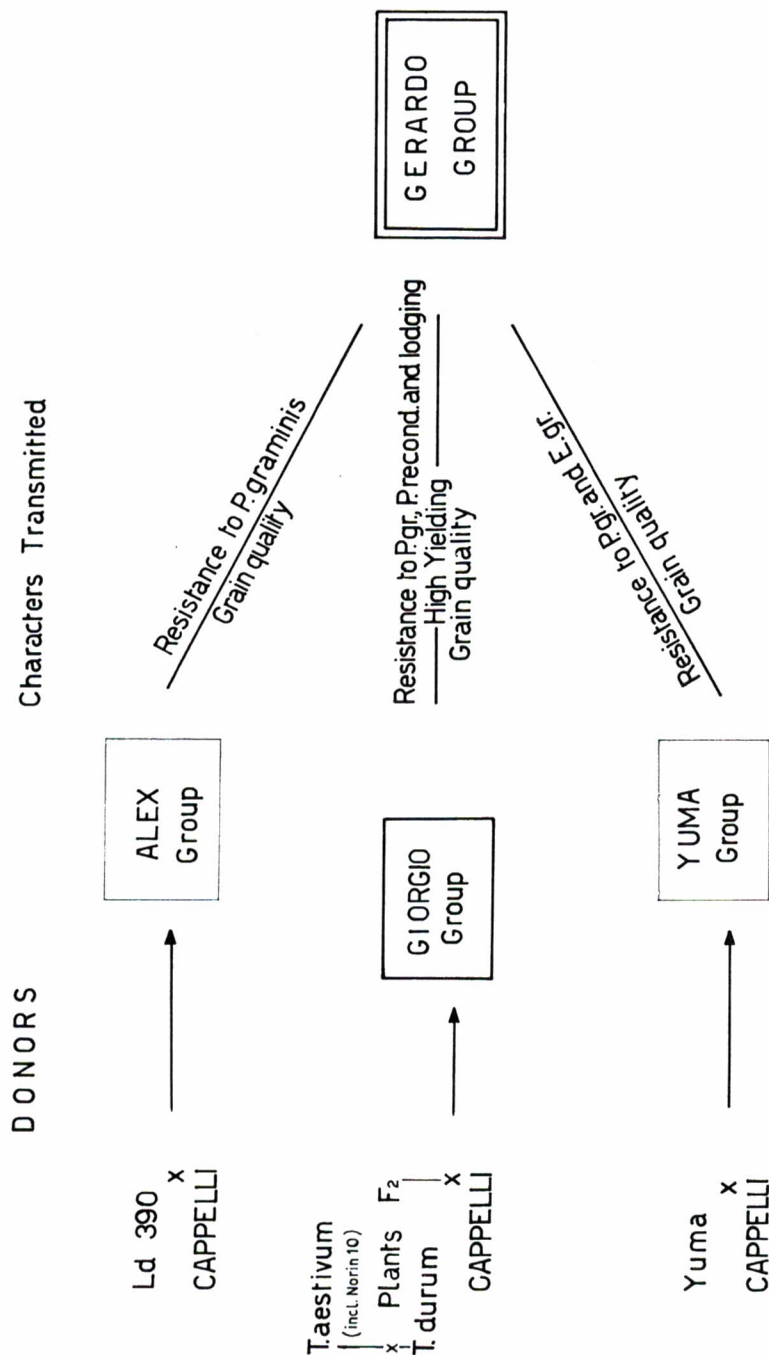 DONORS
Characters Transmitted
Ld 390
x
CAPPELLI
ALEX
Group
Resistance to P.graminis
Grain quality
T.aestivum
(incl. Norin 10)
x Plants F2
T. durum
x
CAPPELLI
GIORGIO
Group
Resistance to P.gr., P.recond.and lodging
High Yielding
Grain quality
GERARDO
GROUP
Yuma
x
CAPPELLI
YUMA
Group
Resistance to P.gr. and E.gr.
Grain quality